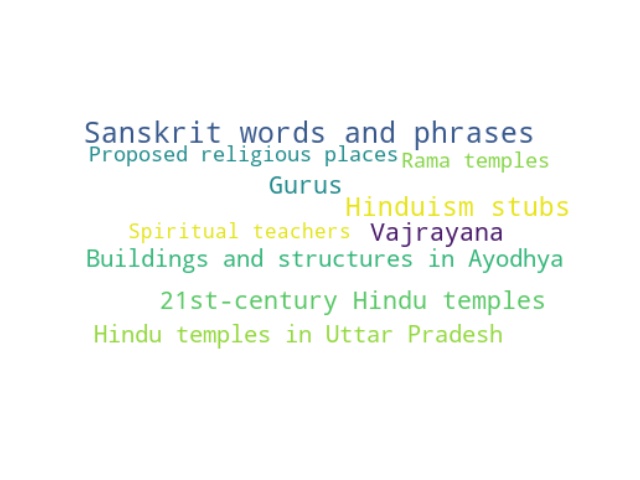 Sanskrit words and phrases
Proposed religious places
Rama temples
Gurus
Hinduism stubs
Spiritual teachers
Vajrayana
Buildings and structures in Ayodhya
21st-century Hindu temples
Hindu temples in Uttar Pradesh